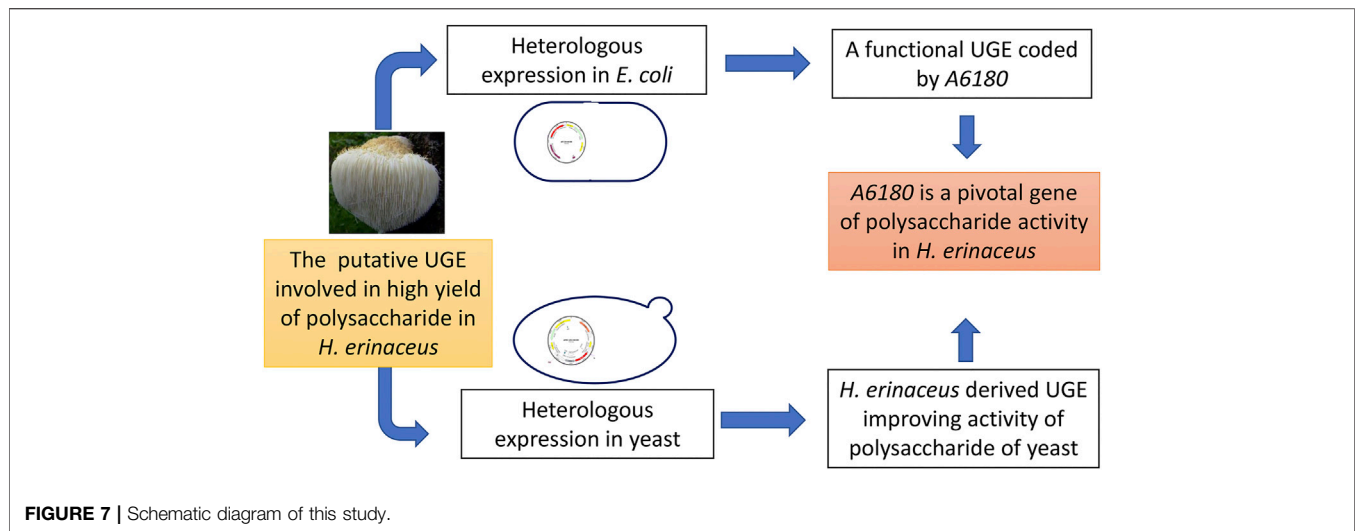 Heterologous
expression in E. coli
A functional UGE coded
by A6180
A6180 is a pivotal gene
of polysaccharide activity
in H. erinaceus
The putative UGE
involved in high yield
of polysaccharide in
H. erinaceus
Heterologous
expression in yeast
H. erinaceus derived UGE
improving activity of
polysaccharide of yeast
FIGURE 7 | Schematic diagram of this study.